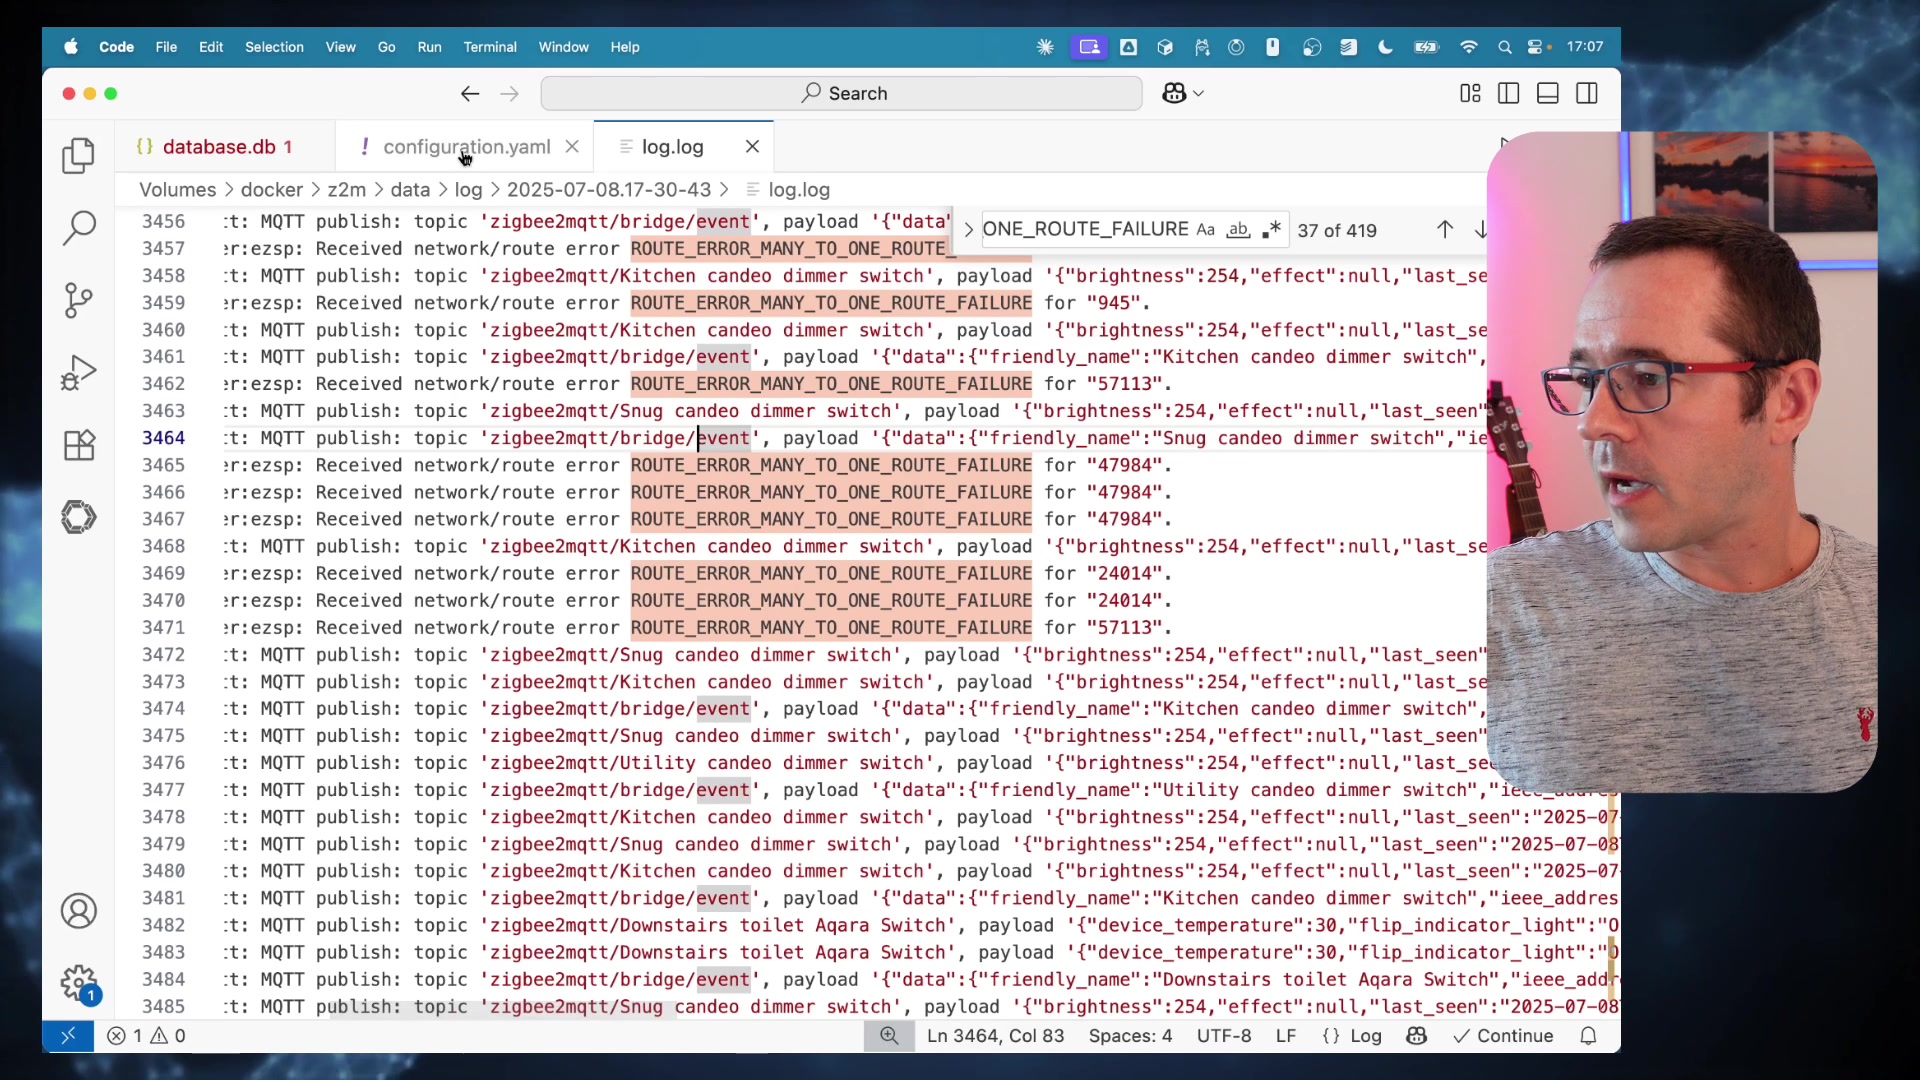 Code File Edit Selection View Go Run Terminal Window Help 17:07
Search
{} database.db 1 ! configuration.yaml log.log
Volumes > docker > z2m > data > log > 2025-07-08.17-30-43 > log.log
ONE_ROUTE_FAILURE Aa ab .* 37 of 419
3456 :t: MQTT publish: topic 'zigbee2mqtt/bridge/event', payload '{"data"
3457 er:ezsp: Received network/route error ROUTE_ERROR_MANY_TO_ONE_ROUTE_
3458 :t: MQTT publish: topic 'zigbee2mqtt/Kitchen candeo dimmer switch', payload '{"brightness":254,"effect":null,"last_se
3459 er:ezsp: Received network/route error ROUTE_ERROR_MANY_TO_ONE_ROUTE_FAILURE for "945".
3460 :t: MQTT publish: topic 'zigbee2mqtt/Kitchen candeo dimmer switch', payload '{"brightness":254,"effect":null,"last_se
3461 :t: MQTT publish: topic 'zigbee2mqtt/bridge/event', payload '{"data":{"friendly_name":"Kitchen candeo dimmer switch",
3462 er:ezsp: Received network/route error ROUTE_ERROR_MANY_TO_ONE_ROUTE_FAILURE for "57113".
3463 :t: MQTT publish: topic 'zigbee2mqtt/Snug candeo dimmer switch', payload '{"brightness":254,"effect":null,"last_seen"
3464 :t: MQTT publish: topic 'zigbee2mqtt/bridge/event', payload '{"data":{"friendly_name":"Snug candeo dimmer switch","ie
3465 er:ezsp: Received network/route error ROUTE_ERROR_MANY_TO_ONE_ROUTE_FAILURE for "47984".
3466 er:ezsp: Received network/route error ROUTE_ERROR_MANY_TO_ONE_ROUTE_FAILURE for "47984".
3467 er:ezsp: Received network/route error ROUTE_ERROR_MANY_TO_ONE_ROUTE_FAILURE for "47984".
3468 :t: MQTT publish: topic 'zigbee2mqtt/Kitchen candeo dimmer switch', payload '{"brightness":254,"effect":null,"last_se
3469 er:ezsp: Received network/route error ROUTE_ERROR_MANY_TO_ONE_ROUTE_FAILURE for "24014".
3470 er:ezsp: Received network/route error ROUTE_ERROR_MANY_TO_ONE_ROUTE_FAILURE for "24014".
3471 er:ezsp: Received network/route error ROUTE_ERROR_MANY_TO_ONE_ROUTE_FAILURE for "57113".
3472 :t: MQTT publish: topic 'zigbee2mqtt/Snug candeo dimmer switch', payload '{"brightness":254,"effect":null,"last_seen"
3473 :t: MQTT publish: topic 'zigbee2mqtt/Kitchen candeo dimmer switch', payload '{"brightness":254,"effect":null,"last_se
3474 :t: MQTT publish: topic 'zigbee2mqtt/bridge/event', payload '{"data":{"friendly_name":"Kitchen candeo dimmer switch",
3475 :t: MQTT publish: topic 'zigbee2mqtt/Snug candeo dimmer switch', payload '{"brightness":254,"effect":null,"last_seen"
3476 :t: MQTT publish: topic 'zigbee2mqtt/Utility candeo dimmer switch', payload '{"brightness":254,"effect":null,"last_se
3477 :t: MQTT publish: topic 'zigbee2mqtt/bridge/event', payload '{"data":{"friendly_name":"Utility candeo dimmer switch","ieee_addres
3478 :t: MQTT publish: topic 'zigbee2mqtt/Kitchen candeo dimmer switch', payload '{"brightness":254,"effect":null,"last_seen":"2025-07-
3479 :t: MQTT publish: topic 'zigbee2mqtt/Snug candeo dimmer switch', payload '{"brightness":254,"effect":null,"last_seen":"2025-07-08
3480 :t: MQTT publish: topic 'zigbee2mqtt/Kitchen candeo dimmer switch', payload '{"brightness":254,"effect":null,"last_seen":"2025-07-
3481 :t: MQTT publish: topic 'zigbee2mqtt/bridge/event', payload '{"data":{"friendly_name":"Kitchen candeo dimmer switch","ieee_addres
3482 :t: MQTT publish: topic 'zigbee2mqtt/Downstairs toilet Aqara Switch', payload '{"device_temperature":30,"flip_indicator_light":"O
3483 :t: MQTT publish: topic 'zigbee2mqtt/Downstairs toilet Aqara Switch', payload '{"device_temperature":30,"flip_indicator_light":"O
3484 :t: MQTT publish: topic 'zigbee2mqtt/bridge/event', payload '{"data":{"friendly_name":"Downstairs toilet Aqara Switch","ieee_add
3485 :t: MQTT publish: topic 'zigbee2mqtt/Snug candeo dimmer switch', payload '{"brightness":254,"effect":null,"last_seen":"2025-07-08
1
1 0 Ln 3464, Col 83 Spaces: 4 UTF-8 LF {} Log Continue